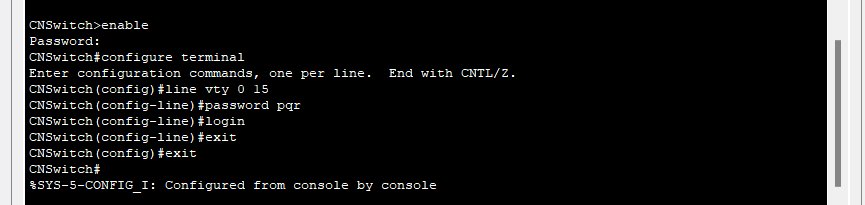 CNSwitch>enable
Password:
CNSwitch#configure terminal
Enter configuration commands, one per line.  End with CNTL/Z.
CNSwitch(config)#line vty 0 15
CNSwitch(config-line)#password pqr
CNSwitch(config-line)#login
CNSwitch(config-line)#exit
CNSwitch(config)#exit
CNSwitch#
%SYS-5-CONFIG_I: Configured from console by console